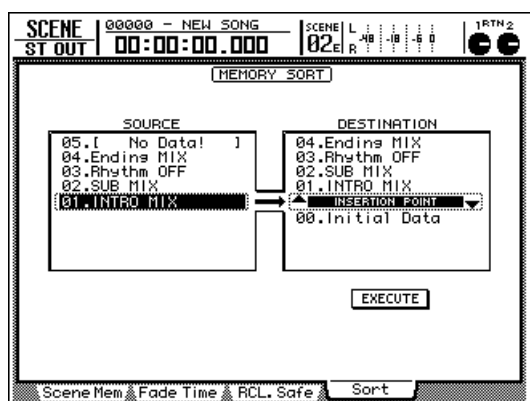 SCENE
ST OUT
00000 - NEW SONG
00:00:00.000
SCENE
02E
L
R
-48 -18 -6 0
1RTN2
MEMORY SORT
SOURCE
05.[ No Data! ]
04.Ending MIX
03.Rhythm OFF
02.SUB MIX
01.INTRO MIX
DESTINATION
04.Ending MIX
03.Rhythm OFF
02.SUB MIX
01.INTRO MIX
INSERTION POINT
00.Initial Data
EXECUTE
Scene Mem
Fade Time
RCL. Safe
Sort